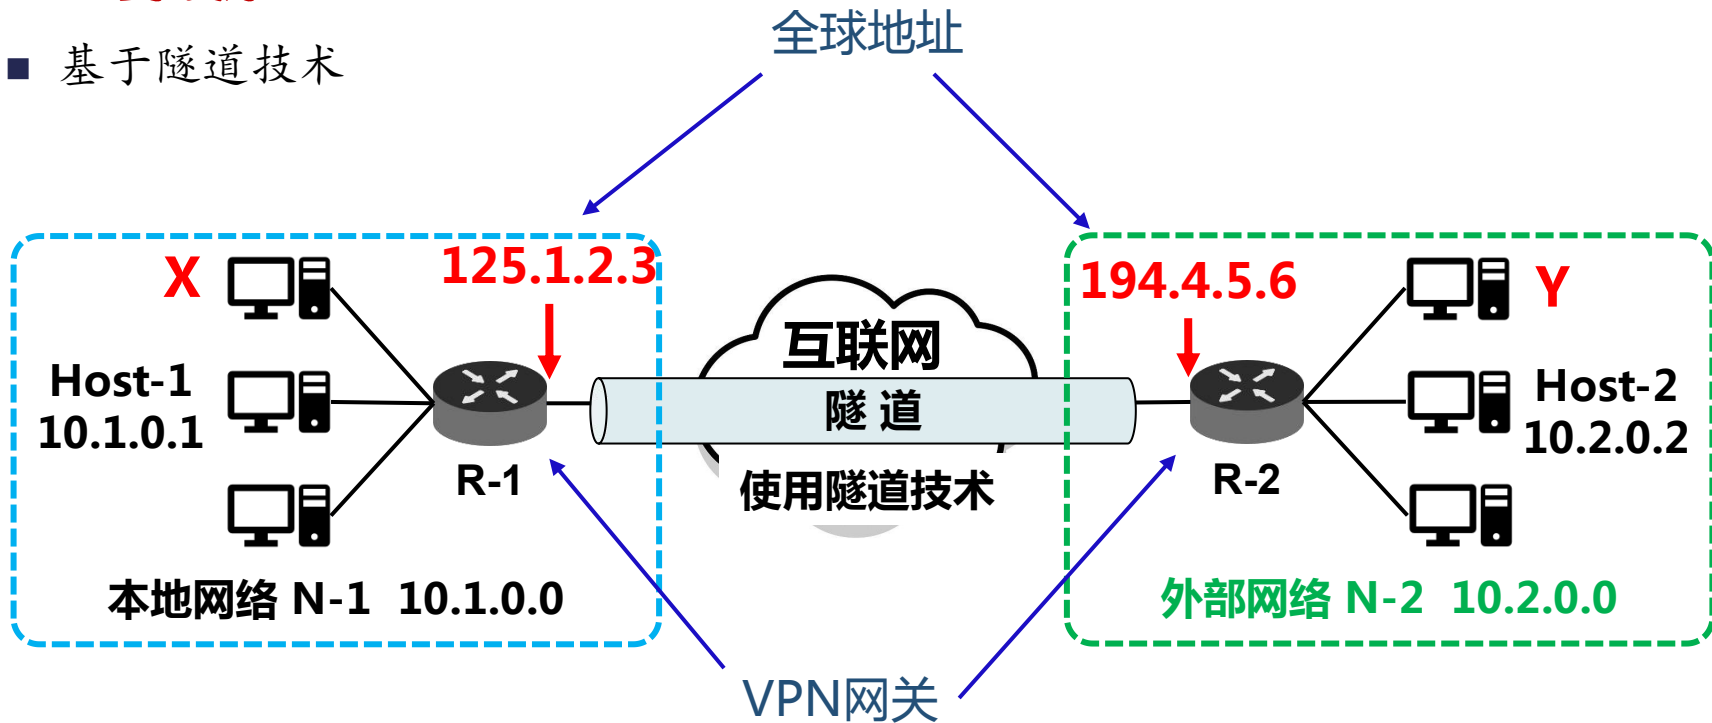 全球地址
■ 基于隧道技术
X
125.1.2.3
194.4.5.6
Y
互联网
Host-1
10.1.0.1
隧 道
Host-2
10.2.0.2
R-1
使用隧道技术
R-2
本地网络 N-1 10.1.0.0
外部网络 N-2 10.2.0.0
VPN网关